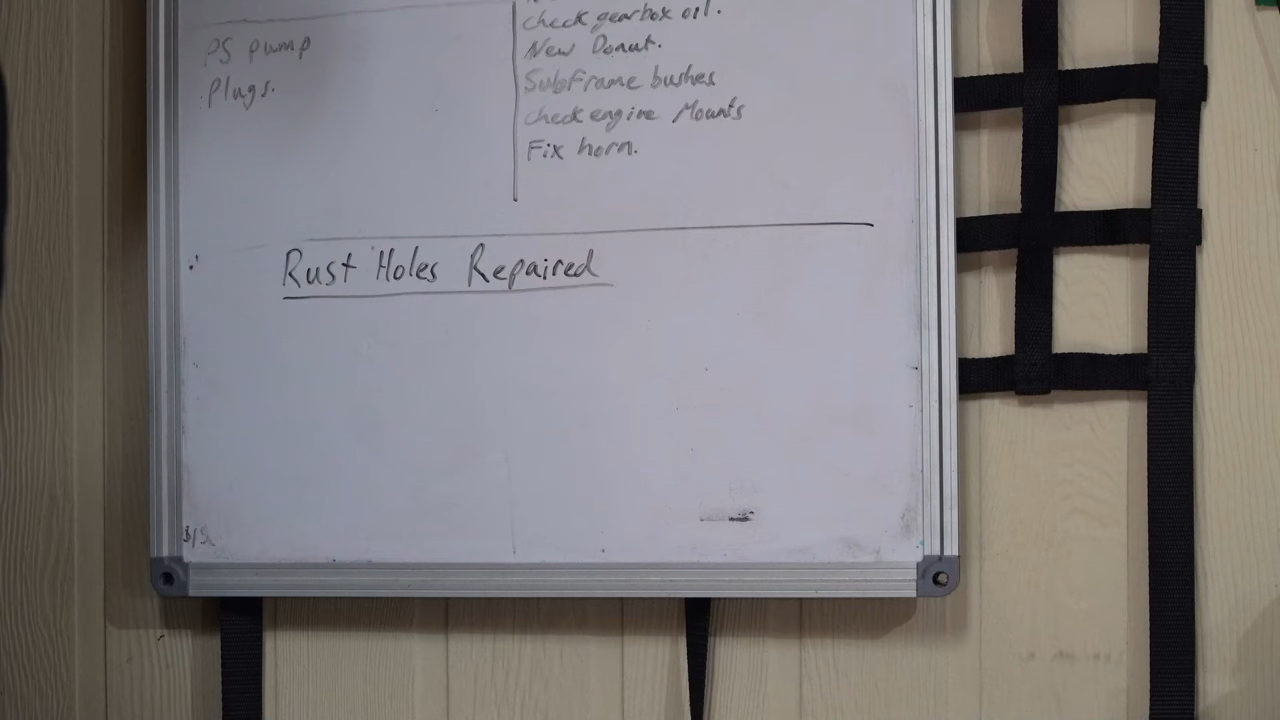 PS pump
Plugs.
check gearbox oil.
New Donut.
Subframe bushes
check engine Mounts
Fix horn.
Rust Holes Repaired